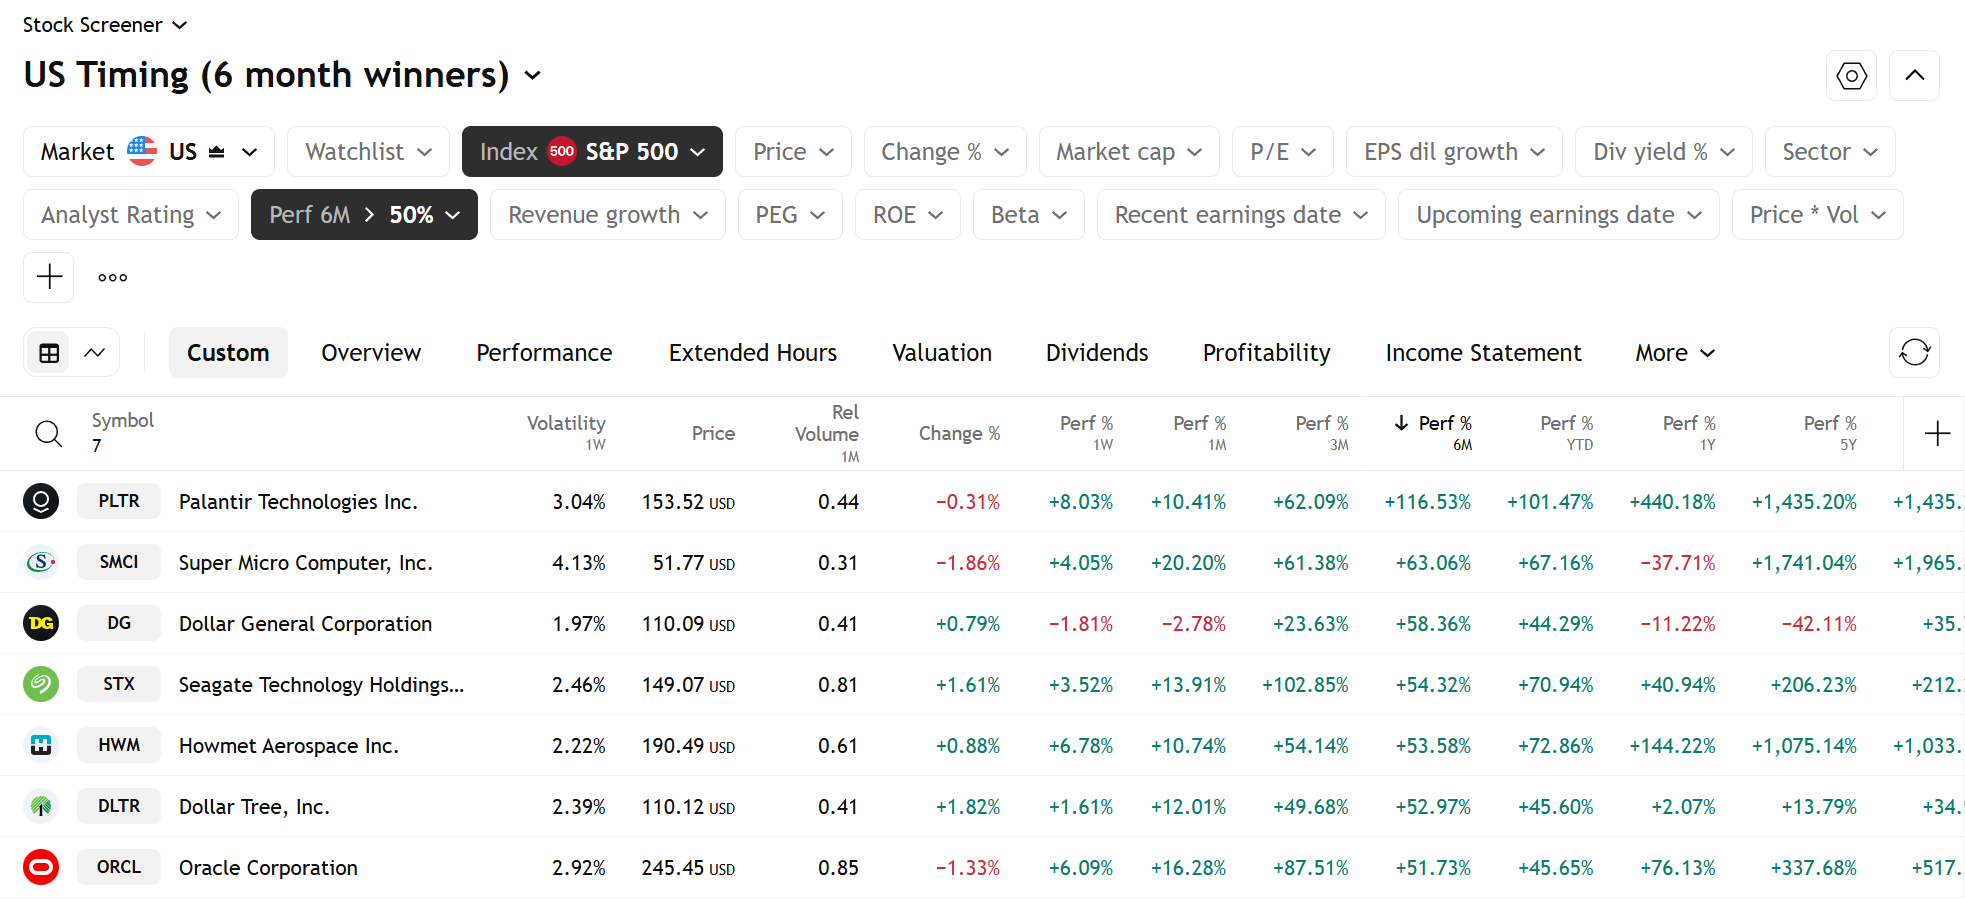 Stock Screener
US Timing (6 month winners)
Market US Watchlist Index 500 S&P 500 Price Change % Market cap P/E EPS dil growth Div yield % Sector
Analyst Rating Perf 6M > 50% Revenue growth PEG ROE Beta Recent earnings date Upcoming earnings date Price * Vol
Custom Overview Performance Extended Hours Valuation Dividends Profitability Income Statement More
Symbol 7 Volatility 1W Price Rel Volume 1M Change % Perf % 1W Perf % 1M Perf % 3M Perf % 6M Perf % YTD Perf % 1Y Perf % 5Y
PLTR Palantir Technologies Inc. 3.04% 153.52 USD 0.44 −0.31% +8.03% +10.41% +62.09% +116.53% +101.47% +440.18% +1,435.20% +1,435.
S SMCI Super Micro Computer, Inc. 4.13% 51.77 USD 0.31 −1.86% +4.05% +20.20% +61.38% +63.06% +67.16% −37.71% +1,741.04% +1,965.
DG DG Dollar General Corporation 1.97% 110.09 USD 0.41 +0.79% −1.81% −2.78% +23.63% +58.36% +44.29% −11.22% −42.11% +35.
STX Seagate Technology Holdings... 2.46% 149.07 USD 0.81 +1.61% +3.52% +13.91% +102.85% +54.32% +70.94% +40.94% +206.23% +212.
HWM Howmet Aerospace Inc. 2.22% 190.49 USD 0.61 +0.88% +6.78% +10.74% +54.14% +53.58% +72.86% +144.22% +1,075.14% +1,033.
DLTR Dollar Tree, Inc. 2.39% 110.12 USD 0.41 +1.82% +1.61% +12.01% +49.68% +52.97% +45.60% +2.07% +13.79% +34.
ORCL Oracle Corporation 2.92% 245.45 USD 0.85 −1.33% +6.09% +16.28% +87.51% +51.73% +45.65% +76.13% +337.68% +517.